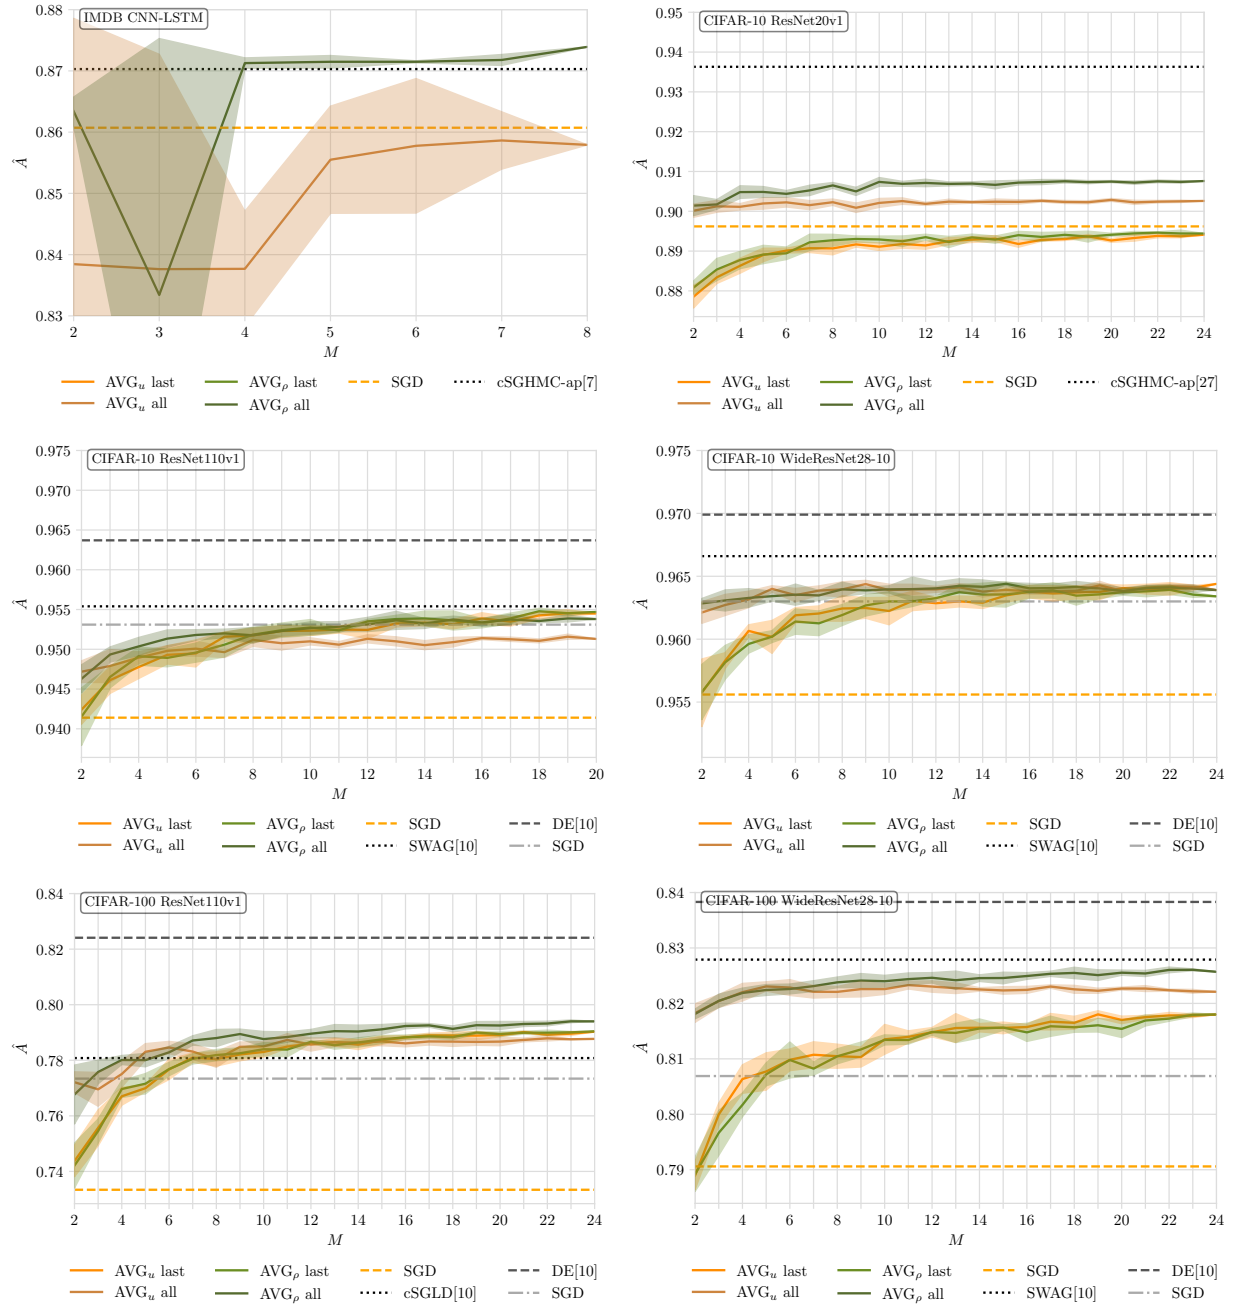 IMDB CNN-LSTM
0.88
0.87
0.86
0.85
0.84
0.83
Â
2 3 4 5 6 7 8
M
AVGᵤ last AVGᵨ last SGD cSGHMC-ap[7]
AVGᵤ all AVGᵨ all
CIFAR-10 ResNet20v1
0.95
0.94
0.93
0.92
0.91
0.90
0.89
0.88
Â
2 4 6 8 10 12 14 16 18 20 22 24
M
AVGᵤ last AVGᵨ last SGD cSGHMC-ap[27]
AVGᵤ all AVGᵨ all
CIFAR-10 ResNet110v1
0.975
0.970
0.965
0.960
0.955
0.950
0.945
0.940
Â
2 4 6 8 10 12 14 16 18 20
M
AVGᵤ last AVGᵨ last SGD DE[10]
AVGᵤ all AVGᵨ all SWAG[10] SGD
CIFAR-10 WideResNet28-10
0.975
0.970
0.965
0.960
0.955
Â
2 4 6 8 10 12 14 16 18 20 22 24
M
AVGᵤ last AVGᵨ last SGD DE[10]
AVGᵤ all AVGᵨ all SWAG[10] SGD
CIFAR-100 ResNet110v1
0.84
0.82
0.80
0.78
0.76
0.74
Â
2 4 6 8 10 12 14 16 18 20 22 24
M
AVGᵤ last AVGᵨ last SGD DE[10]
AVGᵤ all AVGᵨ all cSGLD[10] SGD
CIFAR-100 WideResNet28-10
0.84
0.83
0.82
0.81
0.80
0.79
Â
2 4 6 8 10 12 14 16 18 20 22 24
M
AVGᵤ last AVGᵨ last SGD DE[10]
AVGᵤ all AVGᵨ all SWAG[10] SGD